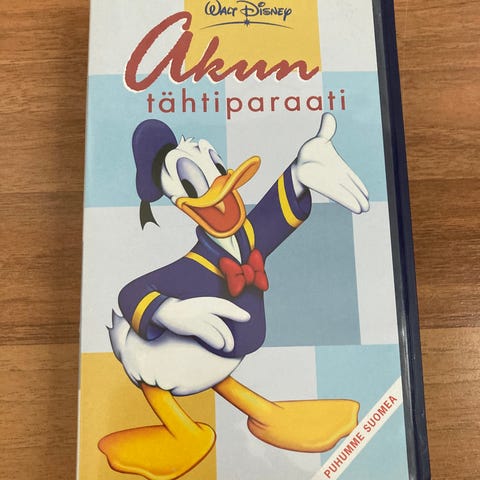 Walt Disney
Akun
tähtiparaati
PUHUMME SUOMEA